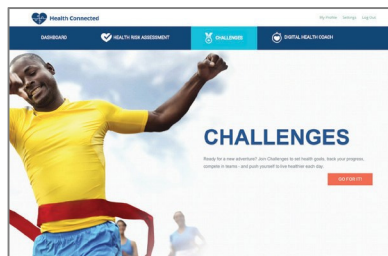 Health Connected
My Profile Settings Log Out
DASHBOARD HEALTH RISK ASSESSMENT CHALLENGES DIGITAL HEALTH COACH
CHALLENGES
Ready for a new adventure? Join Challenges to set health goals, track your progress,
compete in teams - and push yourself to live healthier each day.
GO FOR IT!